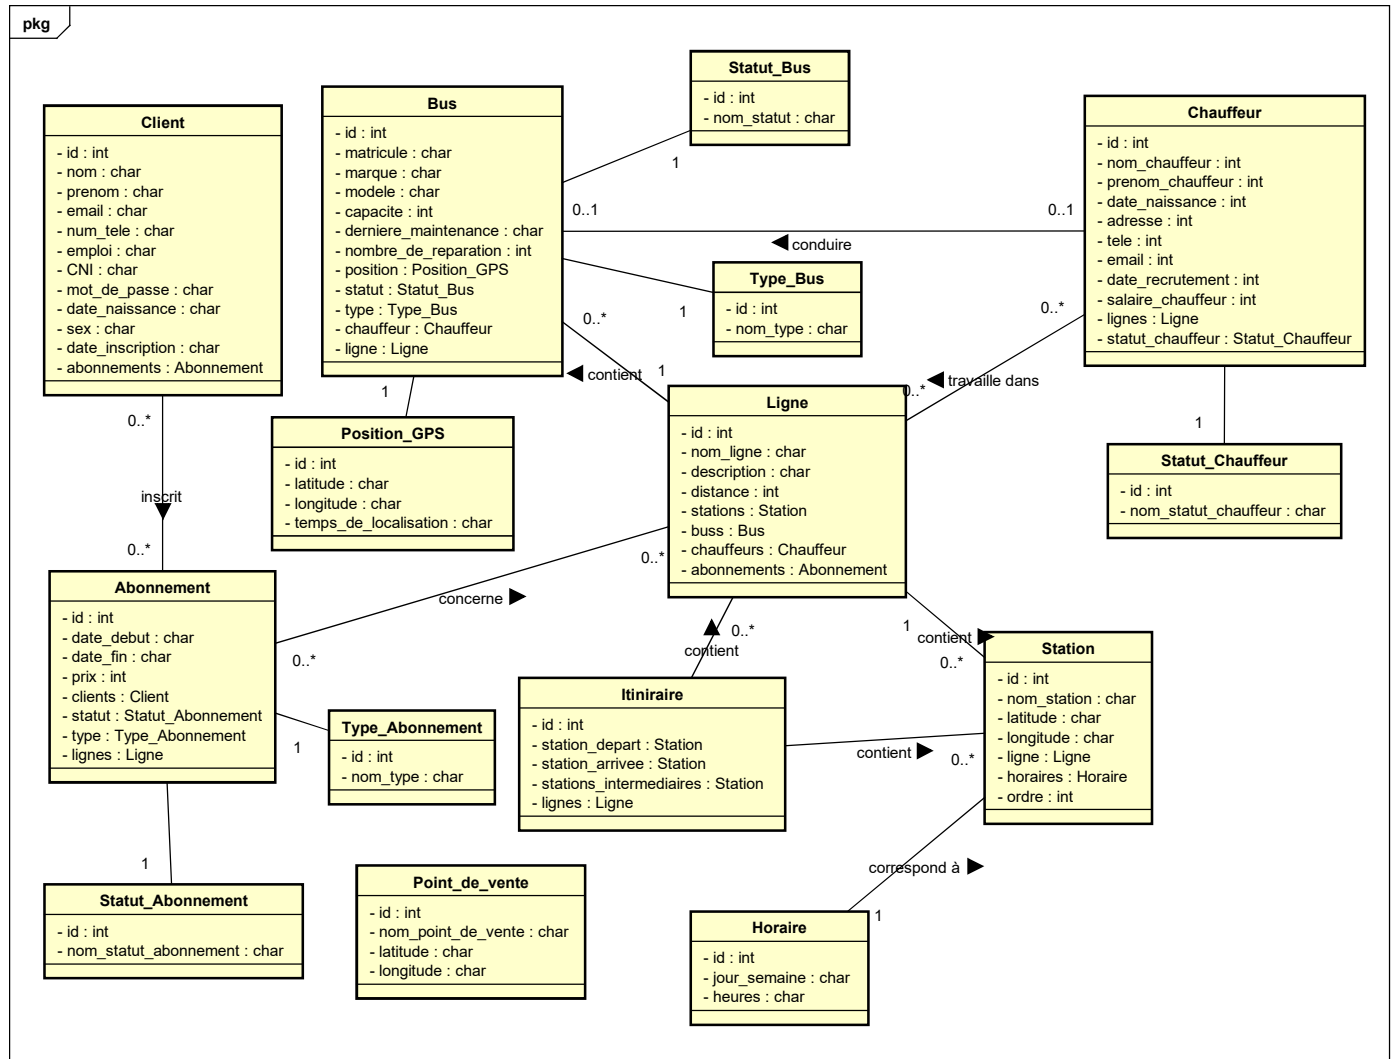 pkg
Client
- id : int
- nom : char
- prenom : char
- email : char
- num_tele : char
- emploi : char
- CNI : char
- mot_de_passe : char
- date_naissance : char
- sex : char
- date_inscription : char
- abonnements : Abonnement
0..*
inscrit
0..*
Bus
- id : int
- matricule : char
- marque : char
- modele : char
- capacite : int
- derniere_maintenance : char
- nombre_de_reparation : int
- position : Position_GPS
- statut : Statut_Bus
- type : Type_Bus
- chauffeur : Chauffeur
- ligne : Ligne
Statut_Bus
- id : int
- nom_statut : char
1
0..1
0..1
conduire
Type_Bus
- id : int
- nom_type : char
1
Chauffeur
- id : int
- nom_chauffeur : int
- prenom_chauffeur : int
- date_naissance : int
- adresse : int
- tele : int
- email : int
- date_recrutement : int
- salaire_chauffeur : int
- lignes : Ligne
- statut_chauffeur : Statut_Chauffeur
0..*
travaille dans
0..*
1
Statut_Chauffeur
- id : int
- nom_statut_chauffeur : char
0..*
contient
1
1
Position_GPS
- id : int
- latitude : char
- longitude : char
- temps_de_localisation : char
Ligne
- id : int
- nom_ligne : char
- description : char
- distance : int
- stations : Station
- buss : Bus
- chauffeurs : Chauffeur
- abonnements : Abonnement
0..*
concerne
0..*
Abonnement
- id : int
- date_debut : char
- date_fin : char
- prix : int
- clients : Client
- statut : Statut_Abonnement
- type : Type_Abonnement
- lignes : Ligne
1
Type_Abonnement
- id : int
- nom_type : char
0..*
contient
Itiniraire
- id : int
- station_depart : Station
- station_arrivee : Station
- stations_intermediaires : Station
- lignes : Ligne
1
contient
0..*
Station
- id : int
- nom_station : char
- latitude : char
- longitude : char
- ligne : Ligne
- horaires : Horaire
- ordre : int
contient
0..*
1
Statut_Abonnement
- id : int
- nom_statut_abonnement : char
Point_de_vente
- id : int
- nom_point_de_vente : char
- latitude : char
- longitude : char
correspond à
1
Horaire
- id : int
- jour_semaine : char
- heures : char